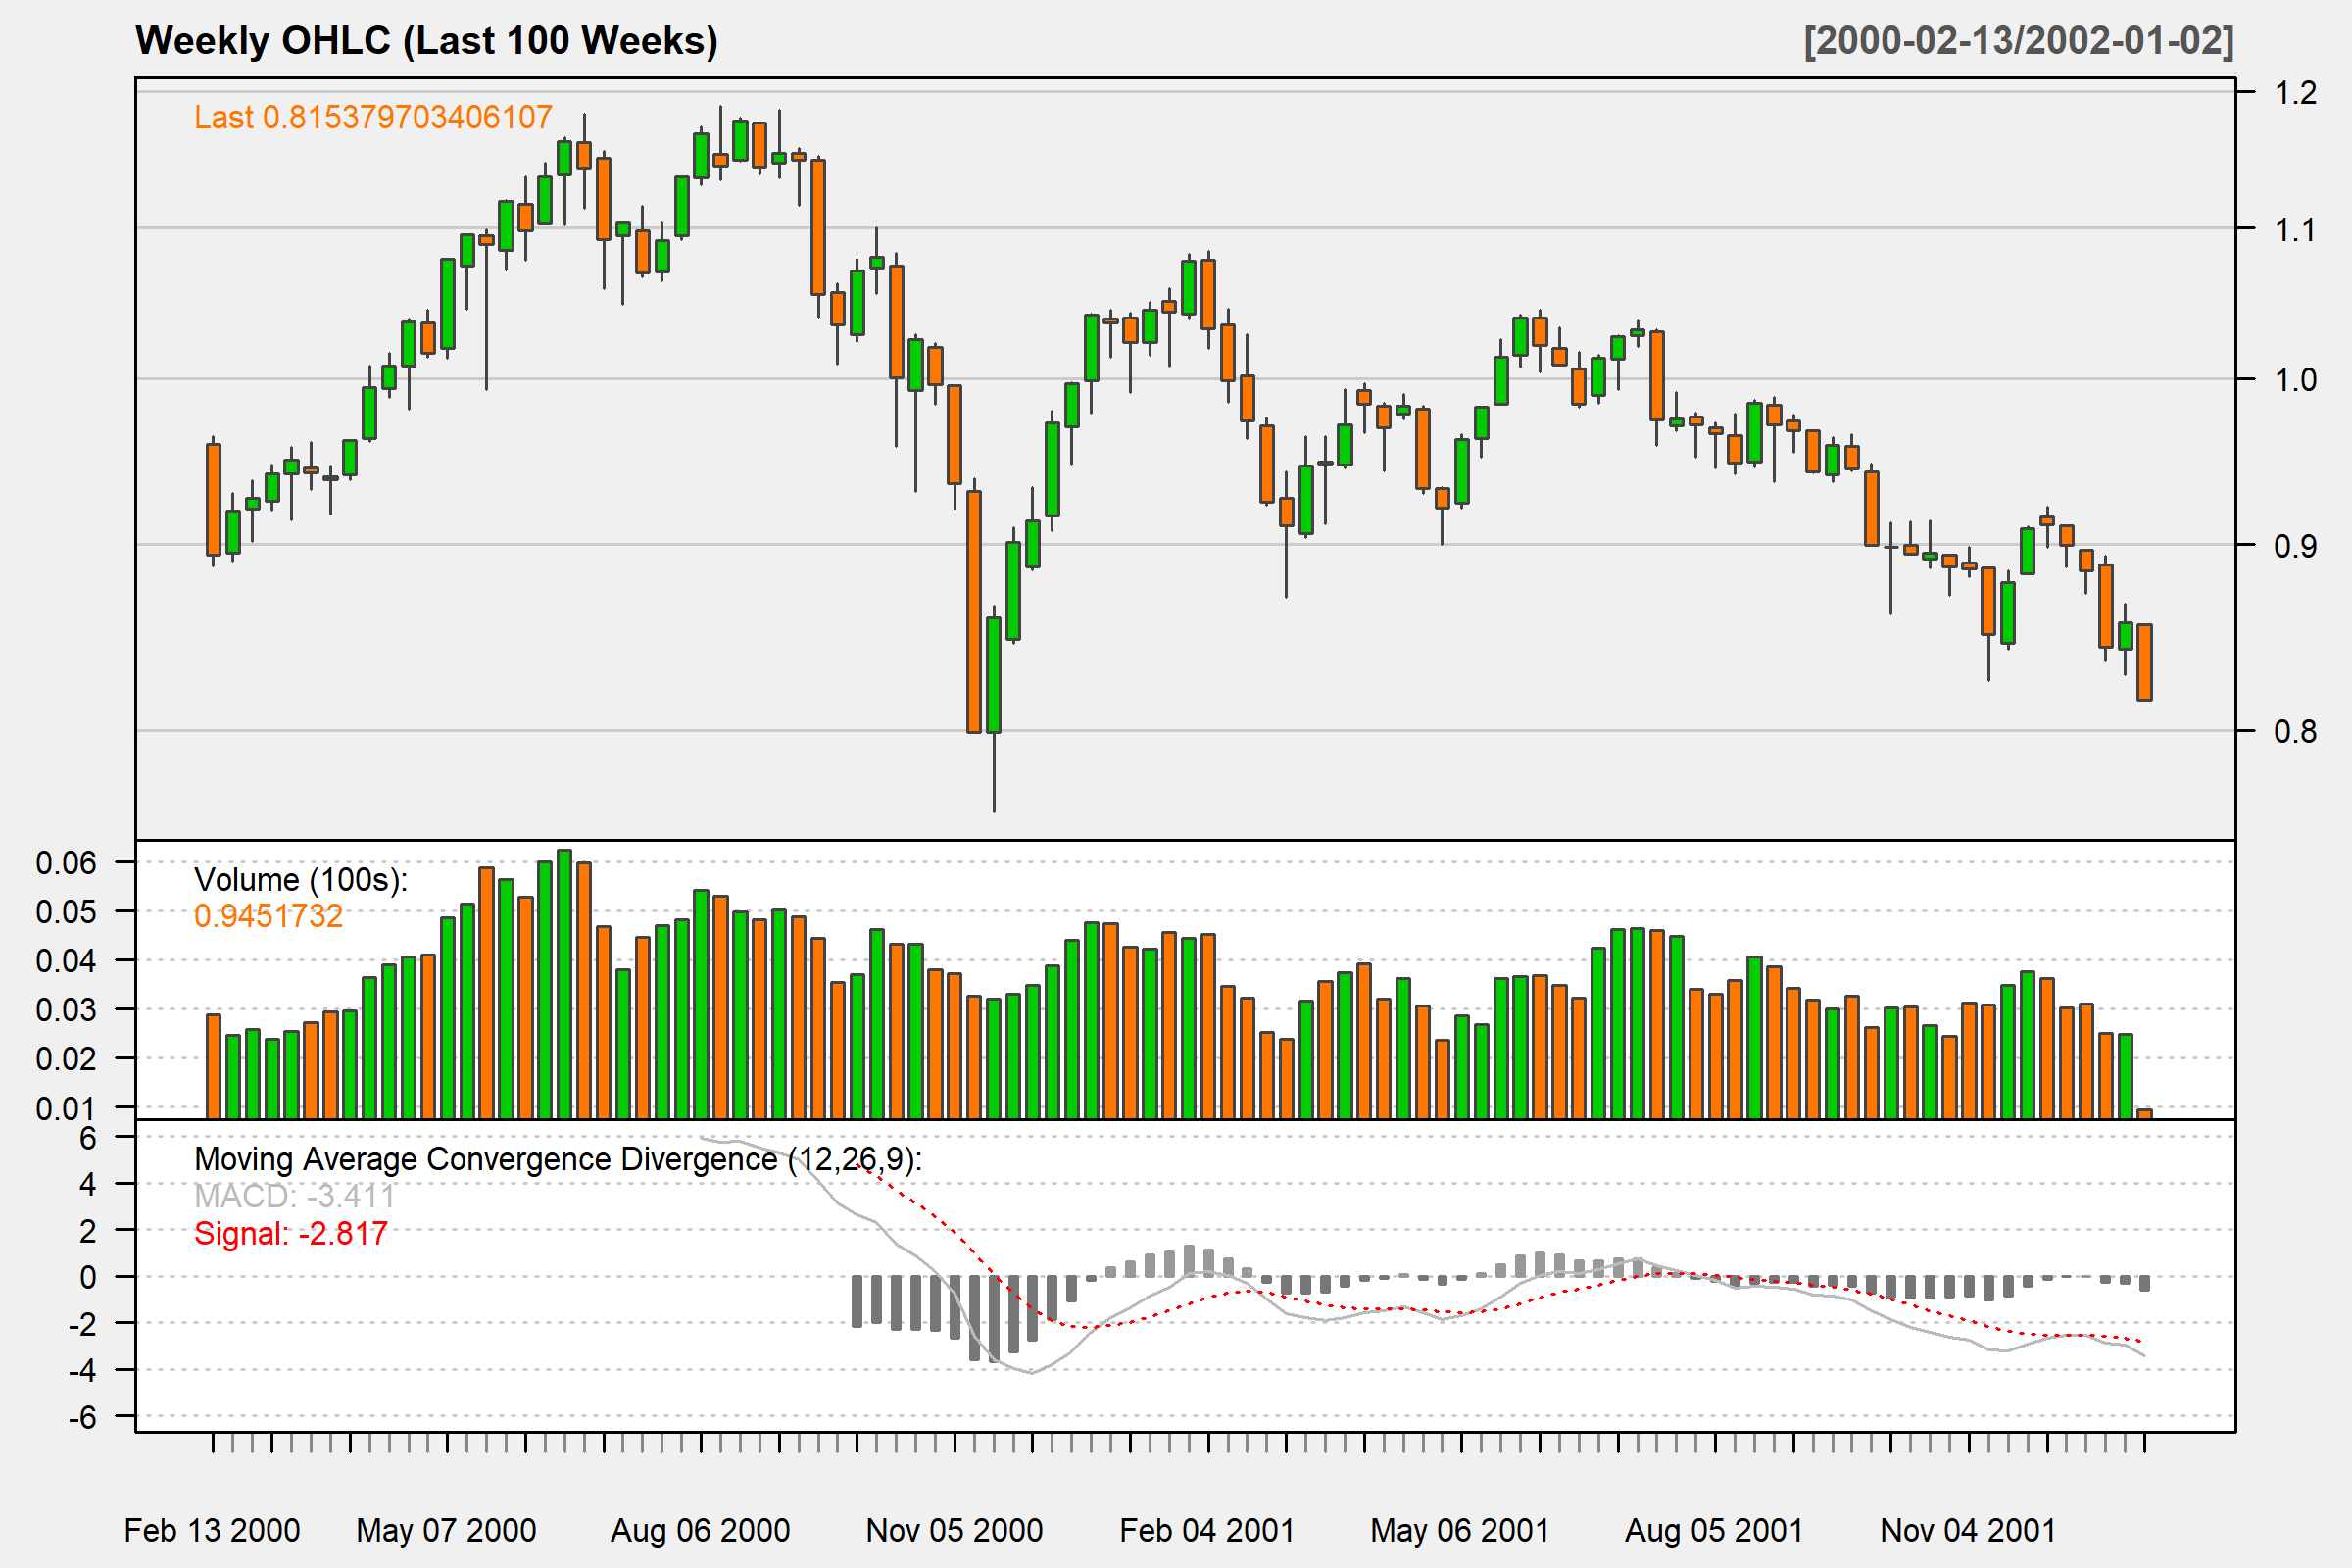 Weekly OHLC (Last 100 Weeks)
[2000-02-13/2002-01-02]
Last 0.815379703406107
1.2
1.1
1.0
0.9
0.8
Volume (100s):
0.9451732
0.06
0.05
0.04
0.03
0.02
0.01
Moving Average Convergence Divergence (12,26,9):
MACD: -3.411
Signal: -2.817
6
4
2
0
-2
-4
-6
Feb 13 2000
May 07 2000
Aug 06 2000
Nov 05 2000
Feb 04 2001
May 06 2001
Aug 05 2001
Nov 04 2001